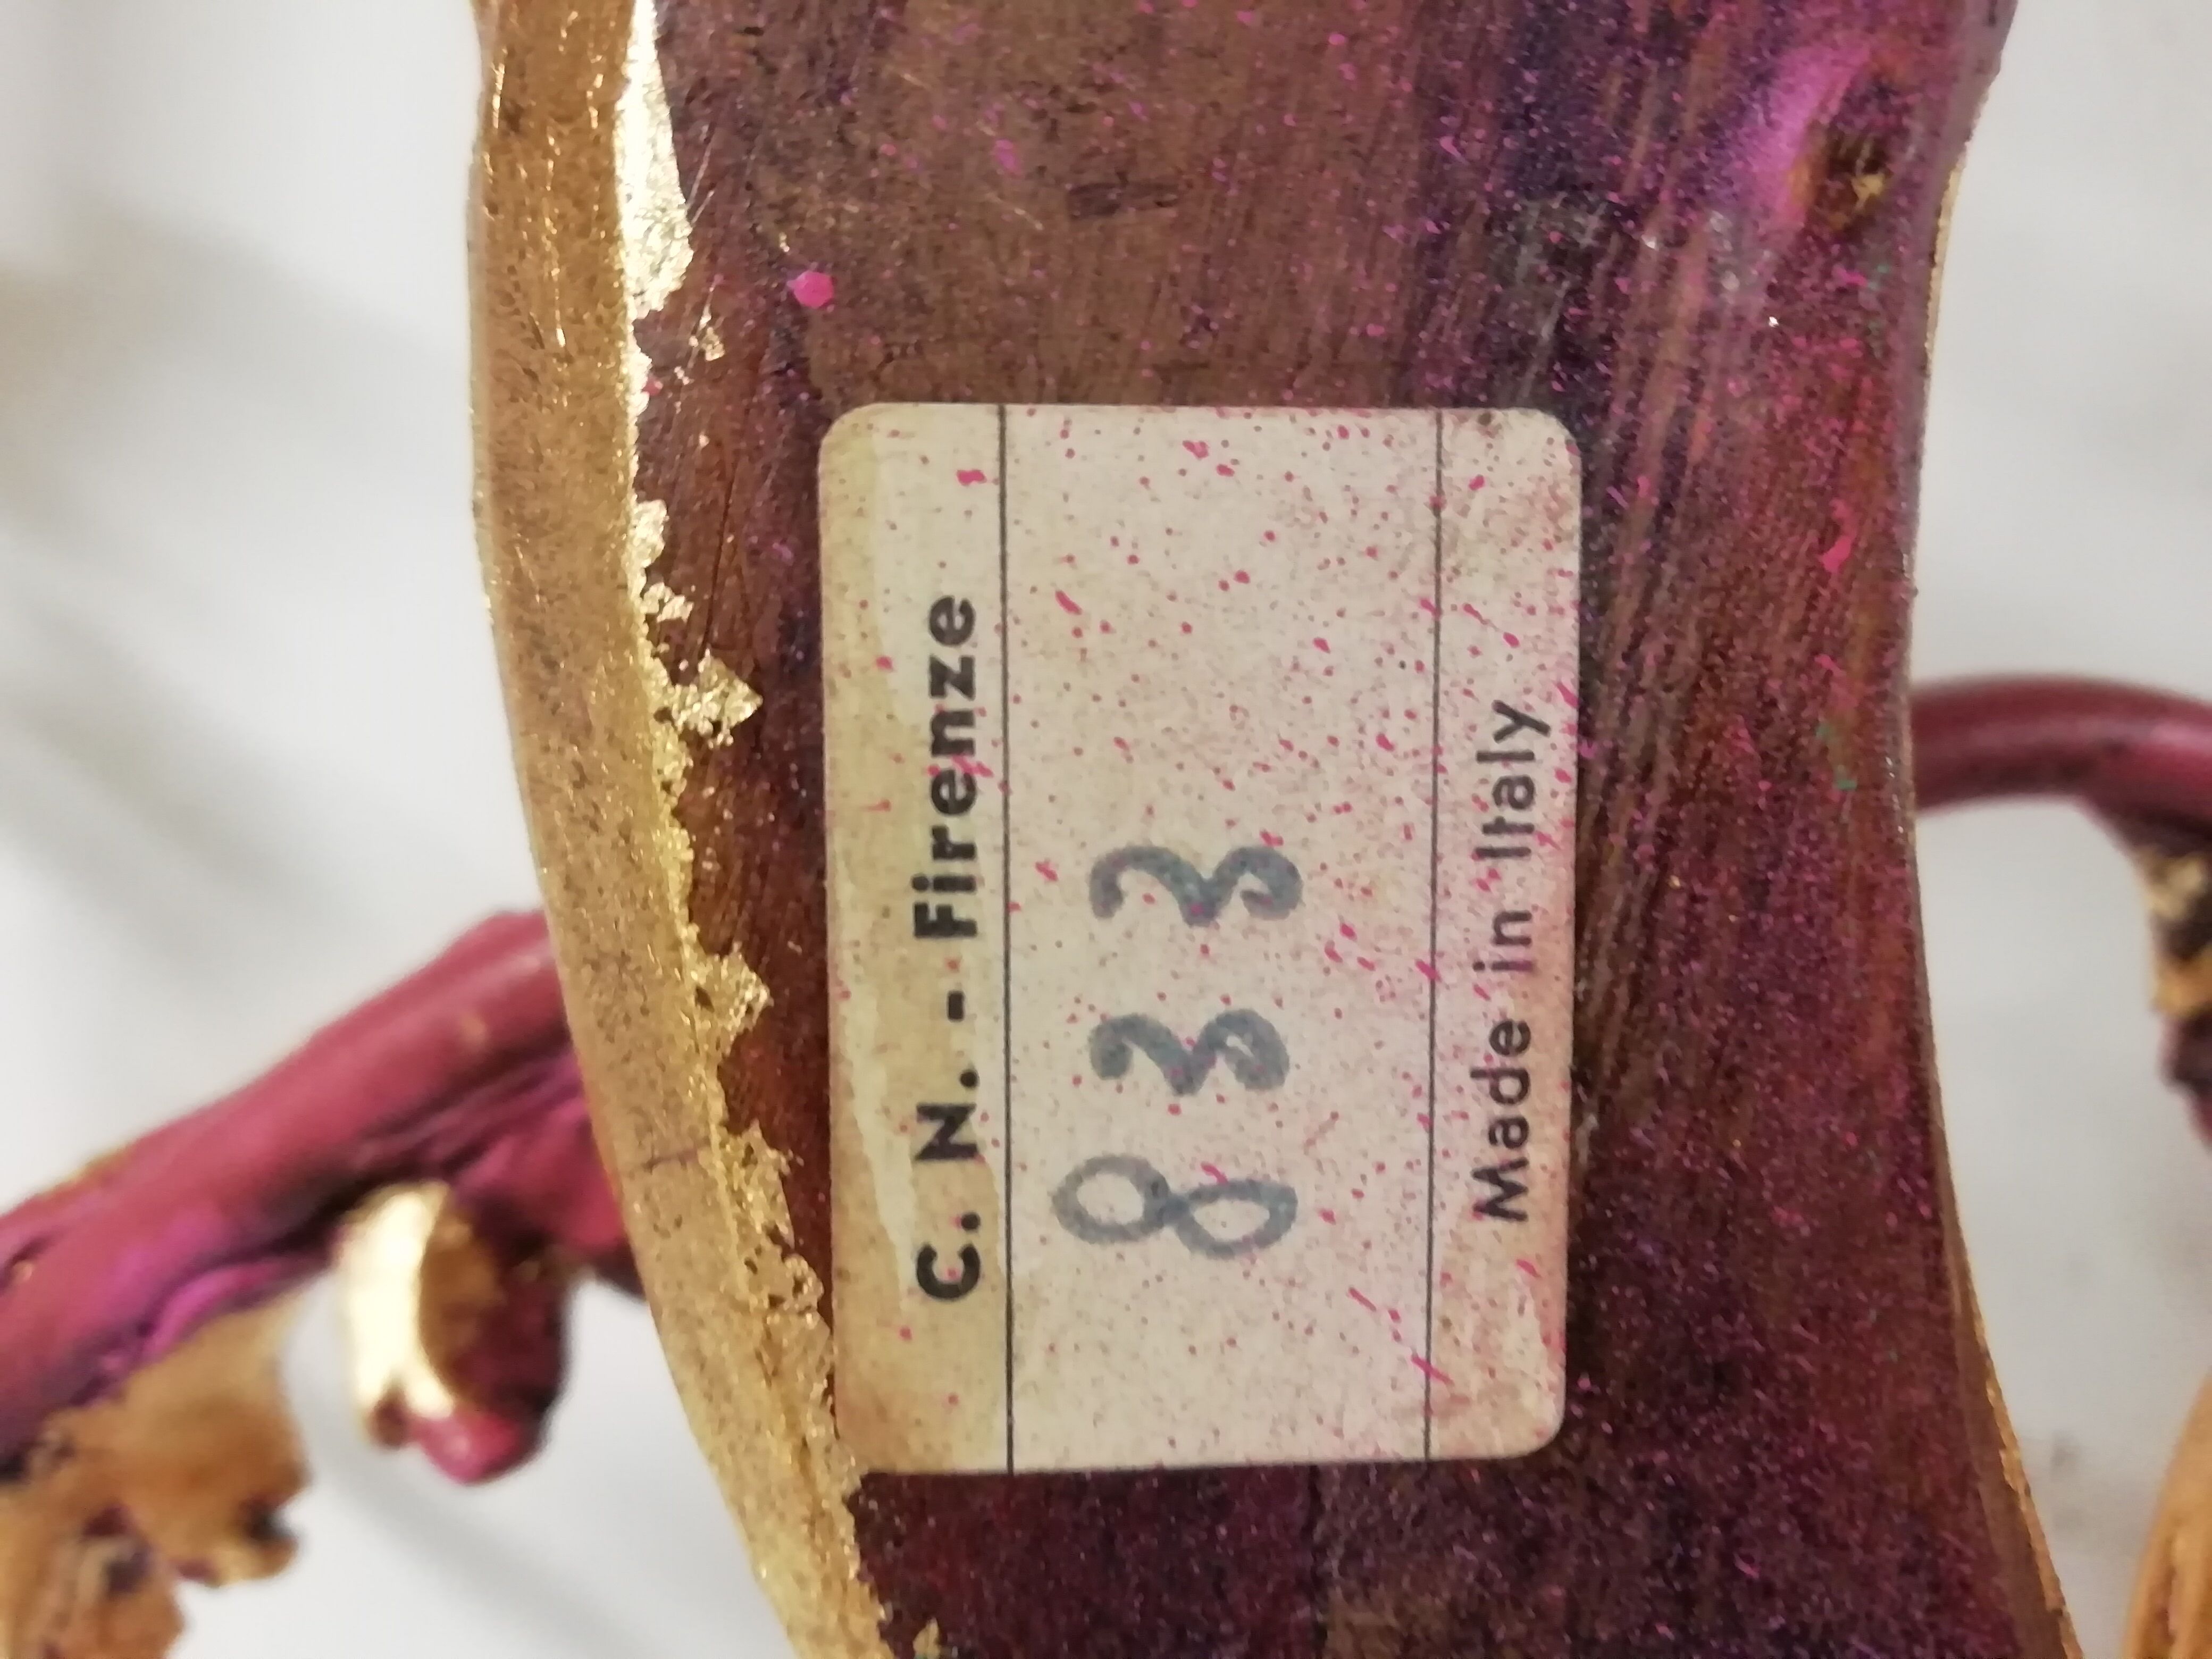 C. N. - Firenze
833
Made in Italy